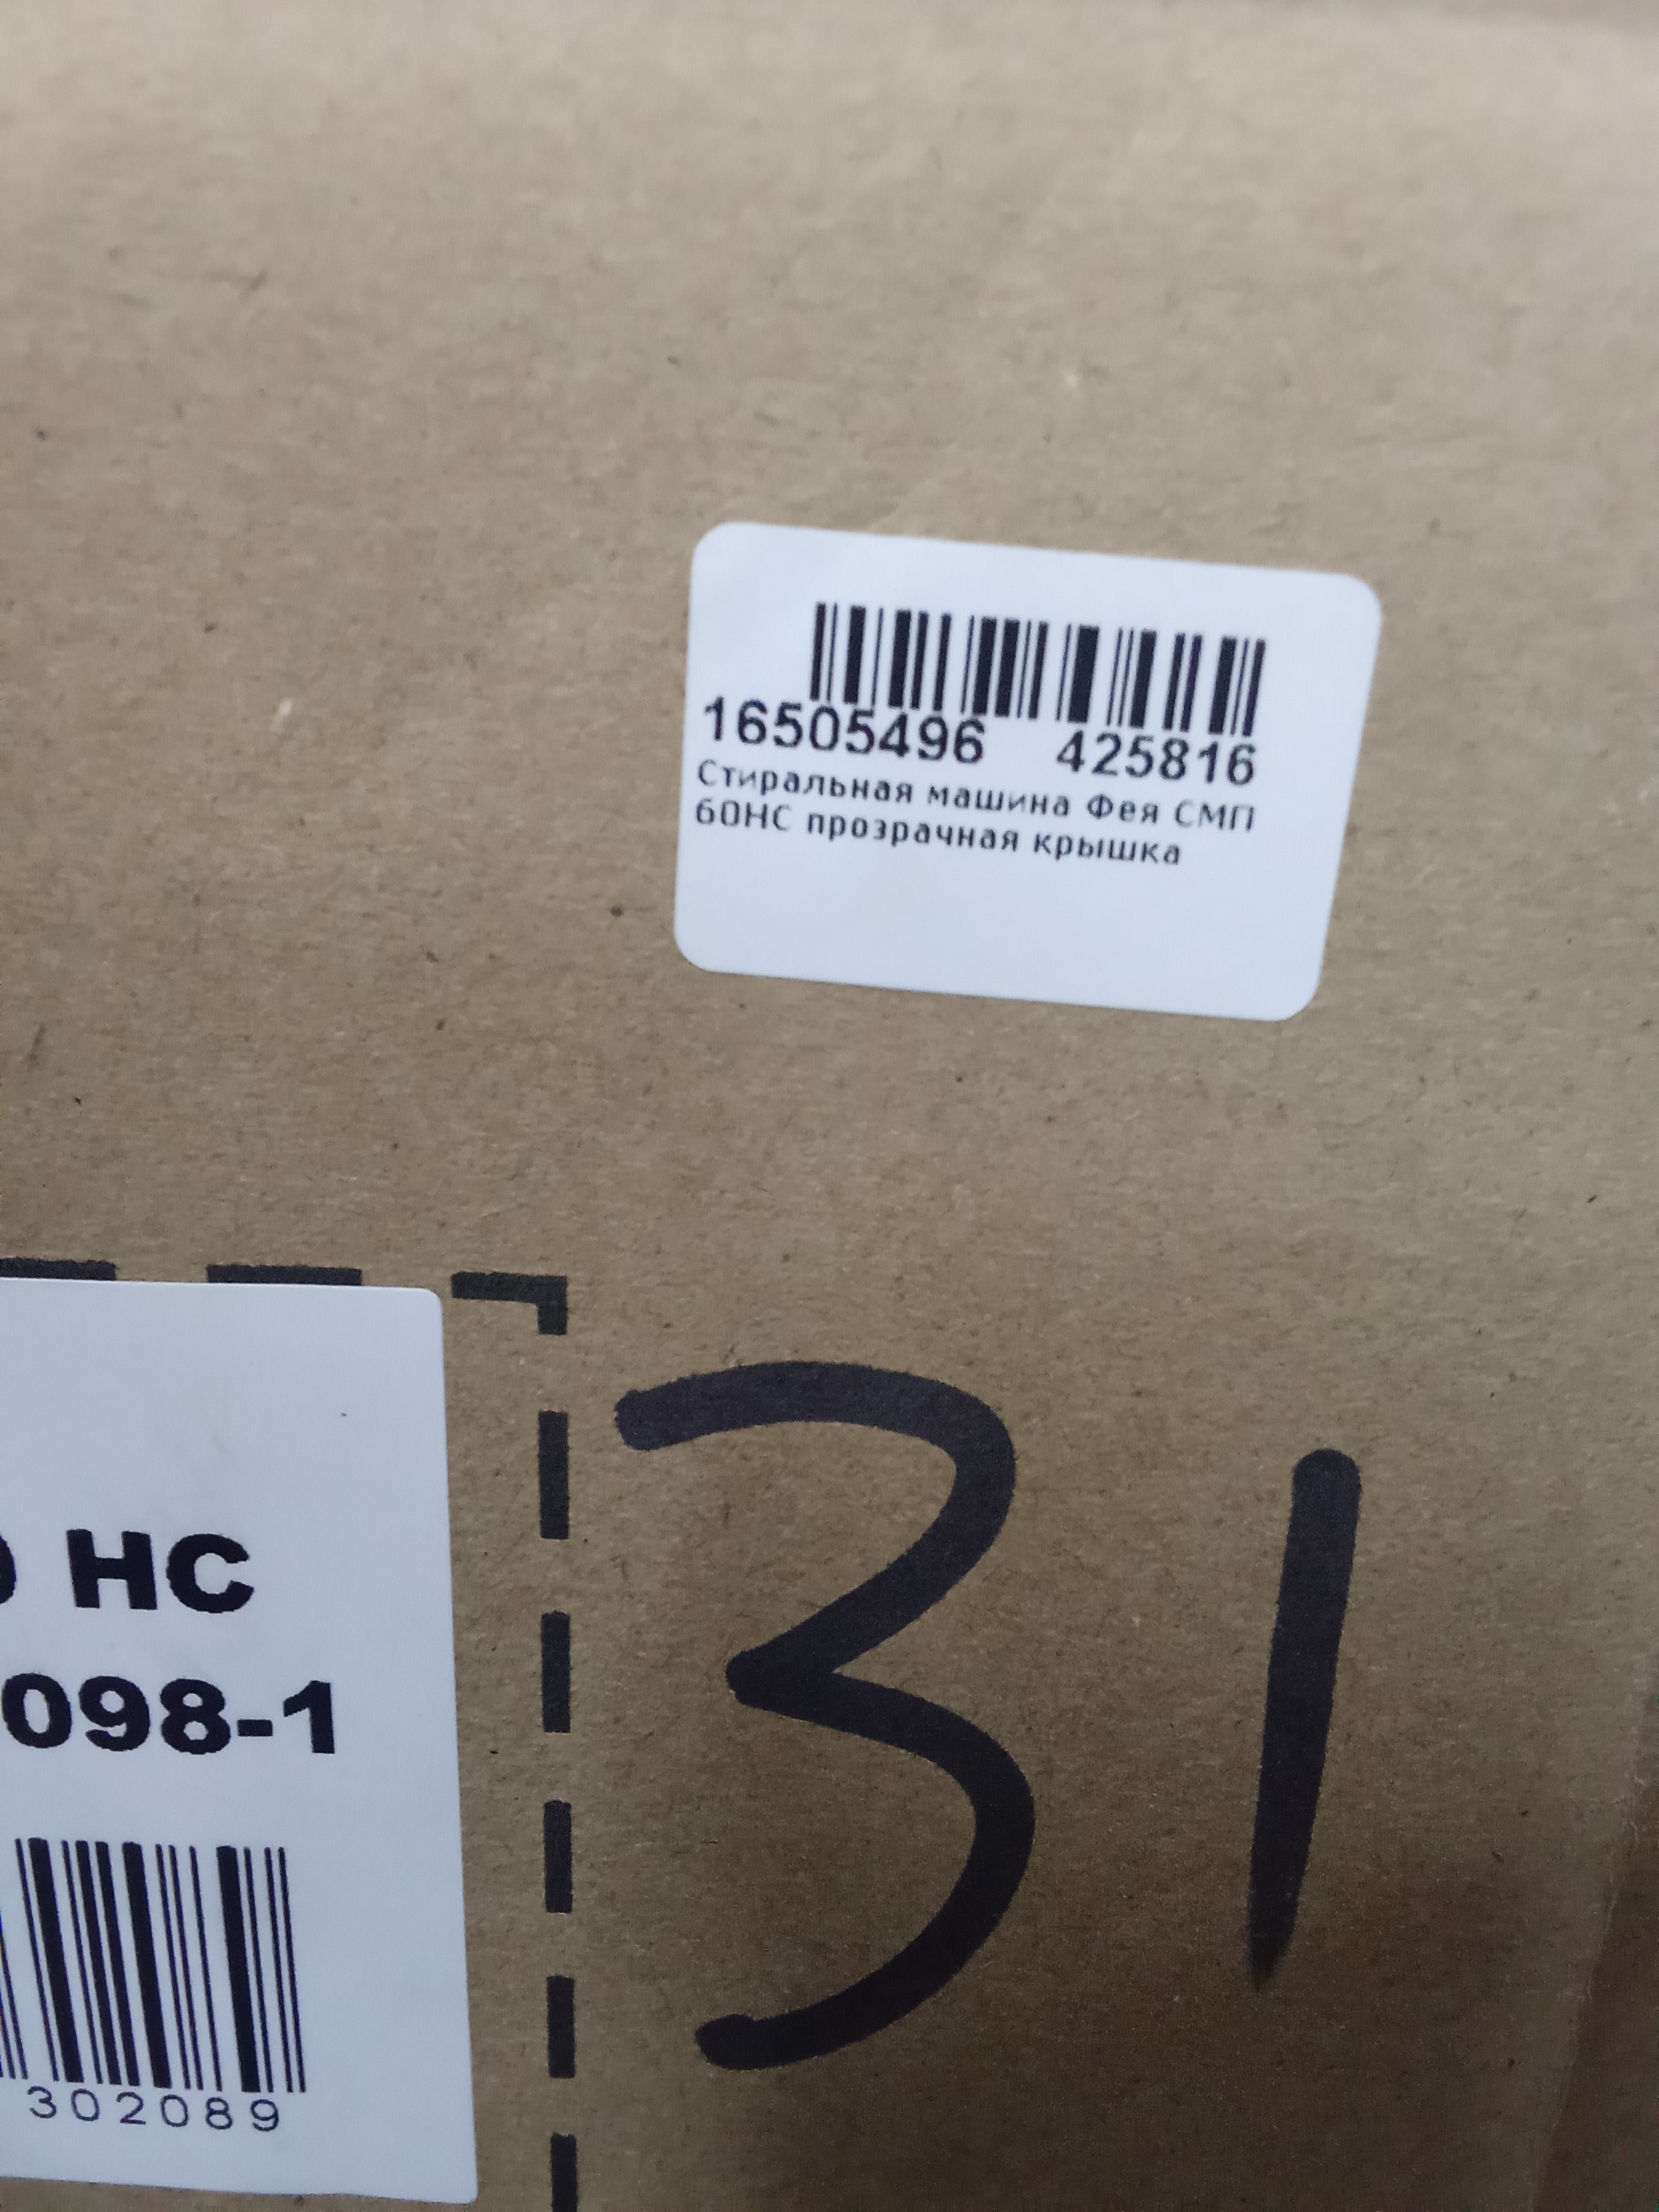 16505496 425816
Стиральная машина Фея СМП
60НС прозрачная крышка
31
НС
098-1
302089